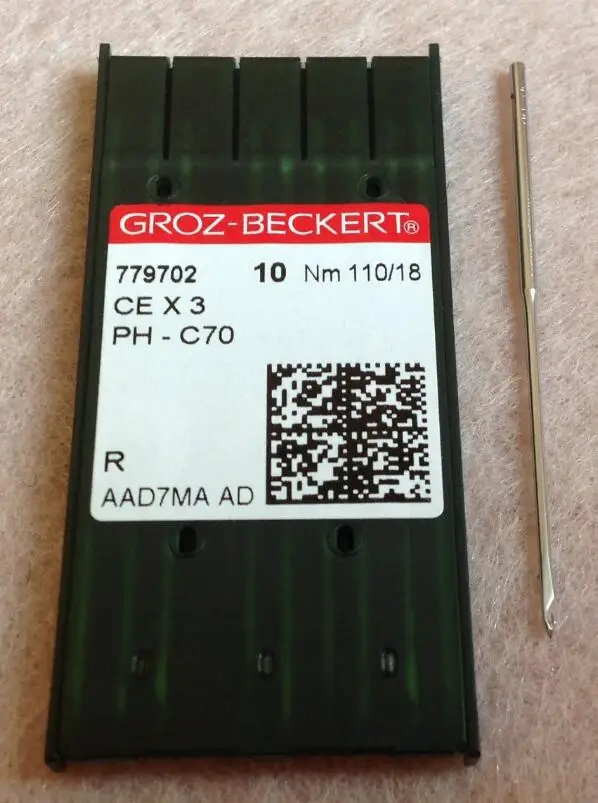 GROZ-BECKERT®
779702 10 Nm 110/18
CE X 3
PH - C70
R
AAD7MA AD